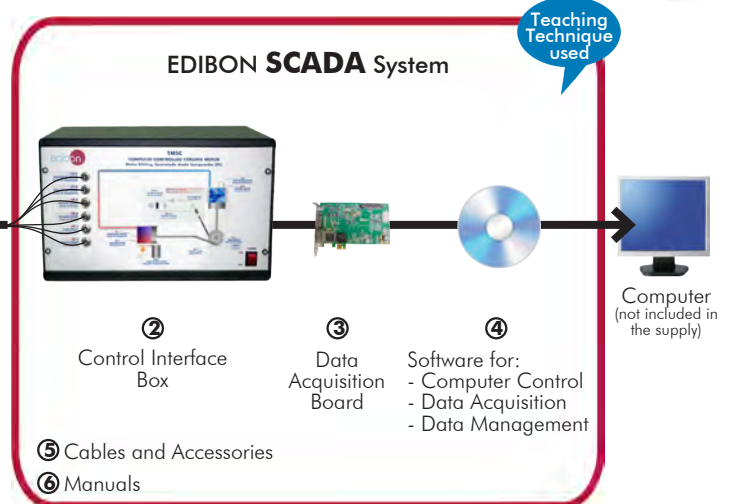 Teaching
Technique
used
EDIBON SCADA System
edibon
TMSC
COMPUTER CONTROLLED STIRLING MOTOR
② 
Control Interface
Box
③
Data
Acquisition
Board
④
Software for:
- Computer Control
- Data Acquisition
- Data Management
Computer
(not included in
the supply)
⑤ Cables and Accessories
⑥ Manuals